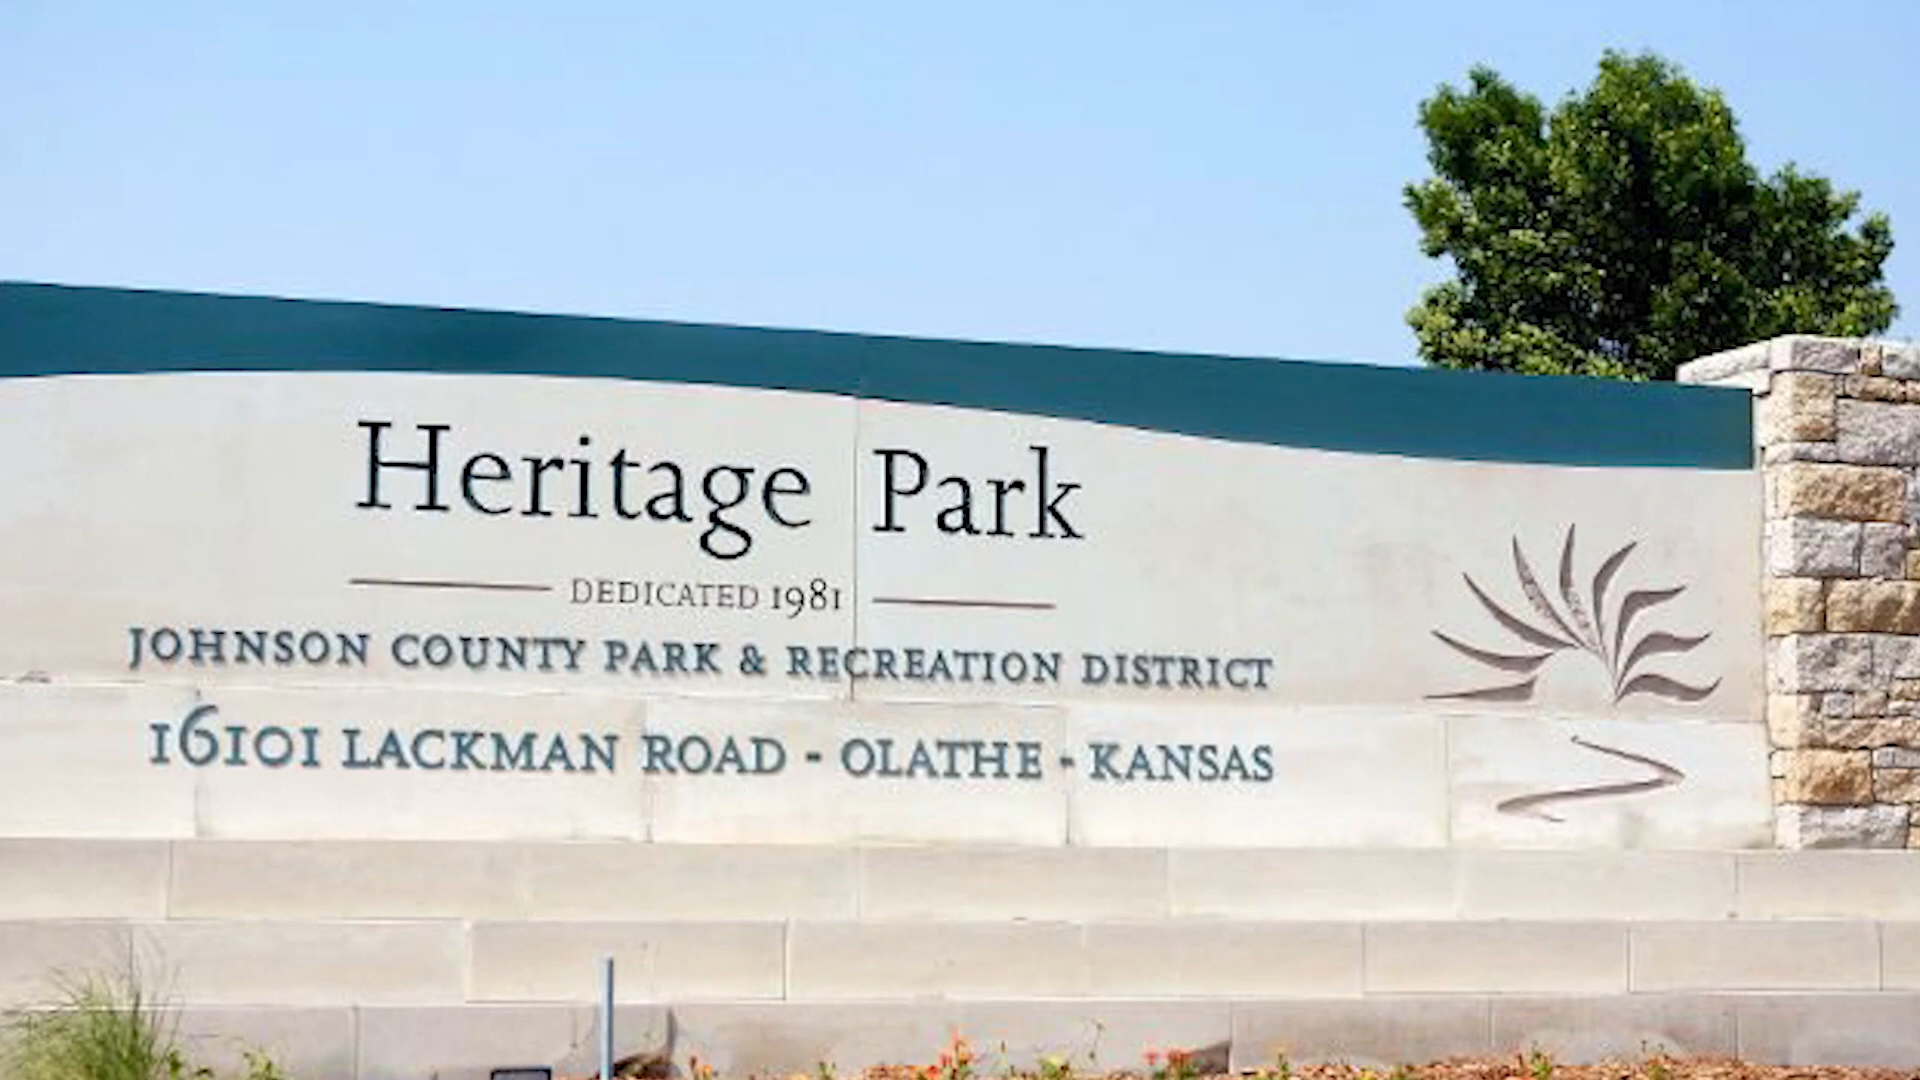 Heritage Park
DEDICATED 1981
JOHNSON COUNTY PARK & RECREATION DISTRICT
16101 LACKMAN ROAD - OLATHE - KANSAS